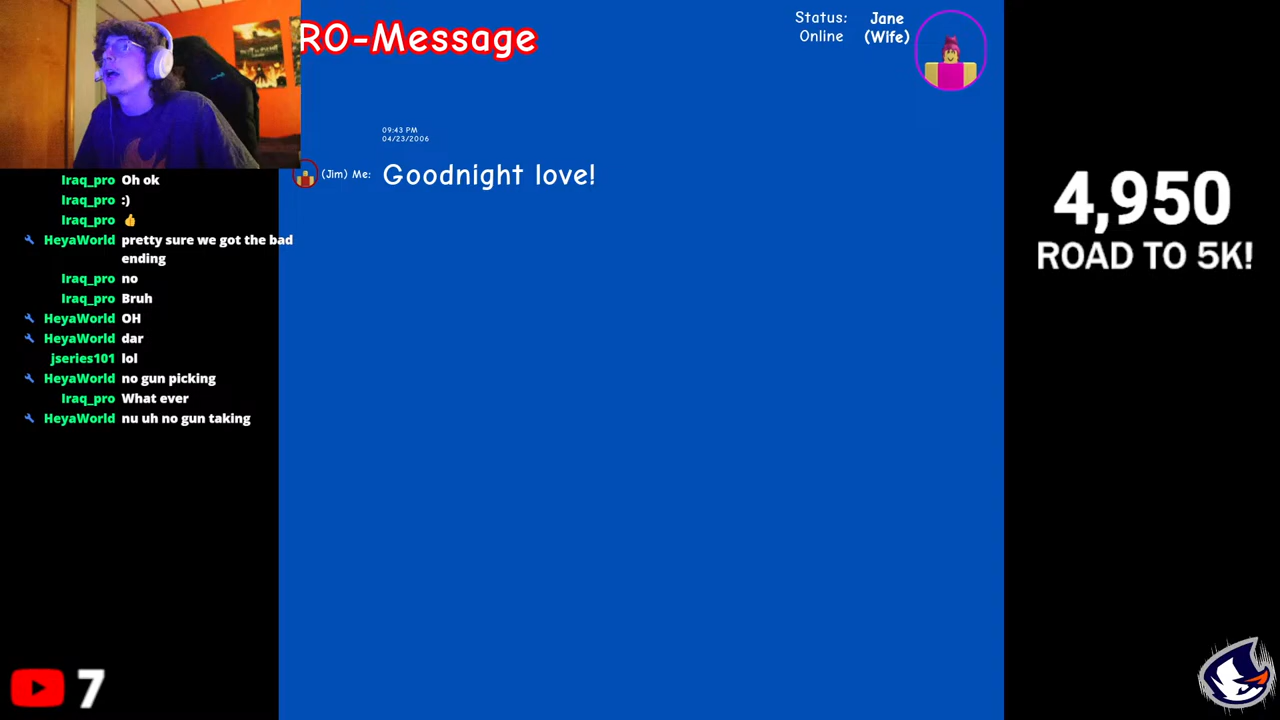 RO-Message
Status:
Online
Jane
(Wife)
09:43 PM
04/23/2006
(Jim) Me: Goodnight love!
Iraq_pro Oh ok
Iraq_pro :)
Iraq_pro 👍
HeyaWorld pretty sure we got the bad
ending
Iraq_pro no
Iraq_pro Bruh
HeyaWorld OH
HeyaWorld dar
jseries101 lol
HeyaWorld no gun picking
Iraq_pro What ever
HeyaWorld nu uh no gun taking
4,950
ROAD TO 5K!
7